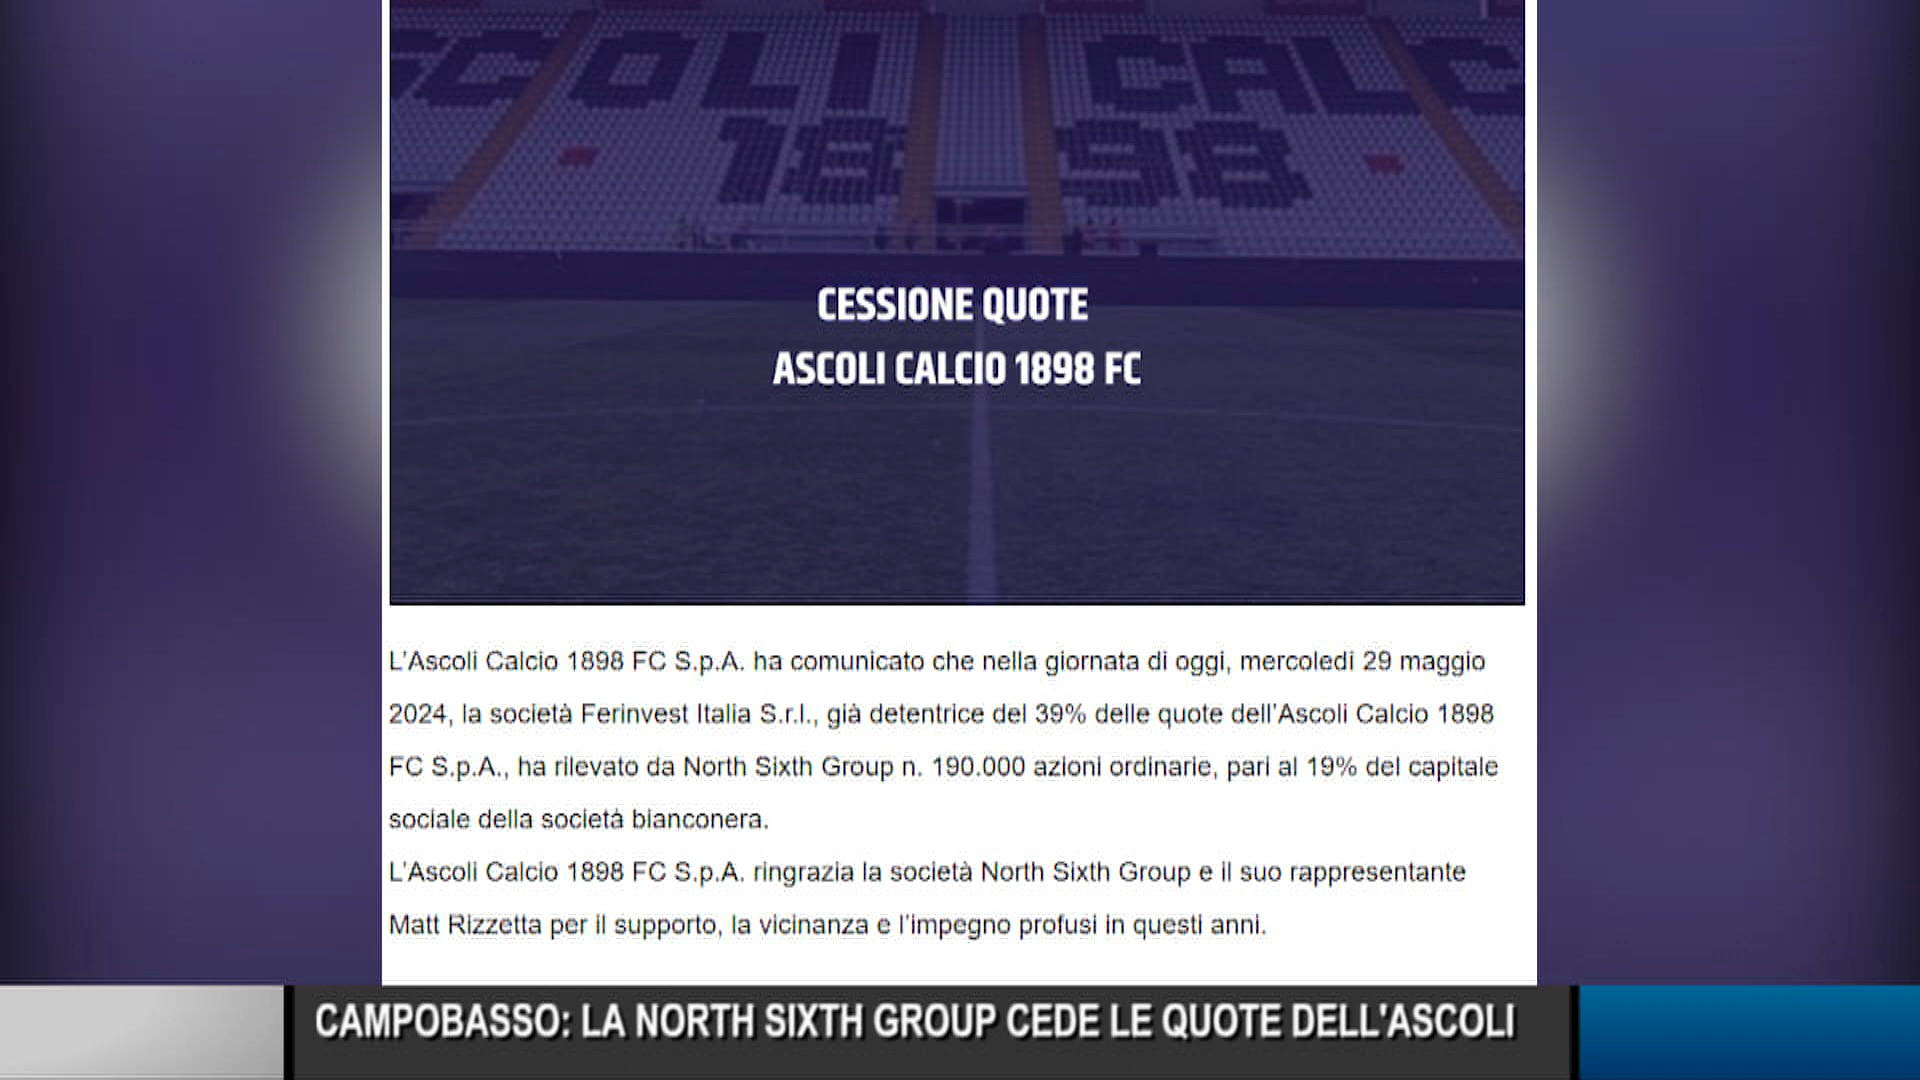 COLI CALC
1898
CESSIONE QUOTE
ASCOLI CALCIO 1898 FC
L'Ascoli Calcio 1898 FC S.p.A. ha comunicato che nella giornata di oggi, mercoledì 29 maggio
2024, la società Ferinvest Italia S.r.l., già detentrice del 39% delle quote dell'Ascoli Calcio 1898
FC S.p.A., ha rilevato da North Sixth Group n. 190.000 azioni ordinarie, pari al 19% del capitale
sociale della società bianconera.
L'Ascoli Calcio 1898 FC S.p.A. ringrazia la società North Sixth Group e il suo rappresentante
Matt Rizzetta per il supporto, la vicinanza e l'impegno profusi in questi anni.
CAMPOBASSO: LA NORTH SIXTH GROUP CEDE LE QUOTE DELL'ASCOLI